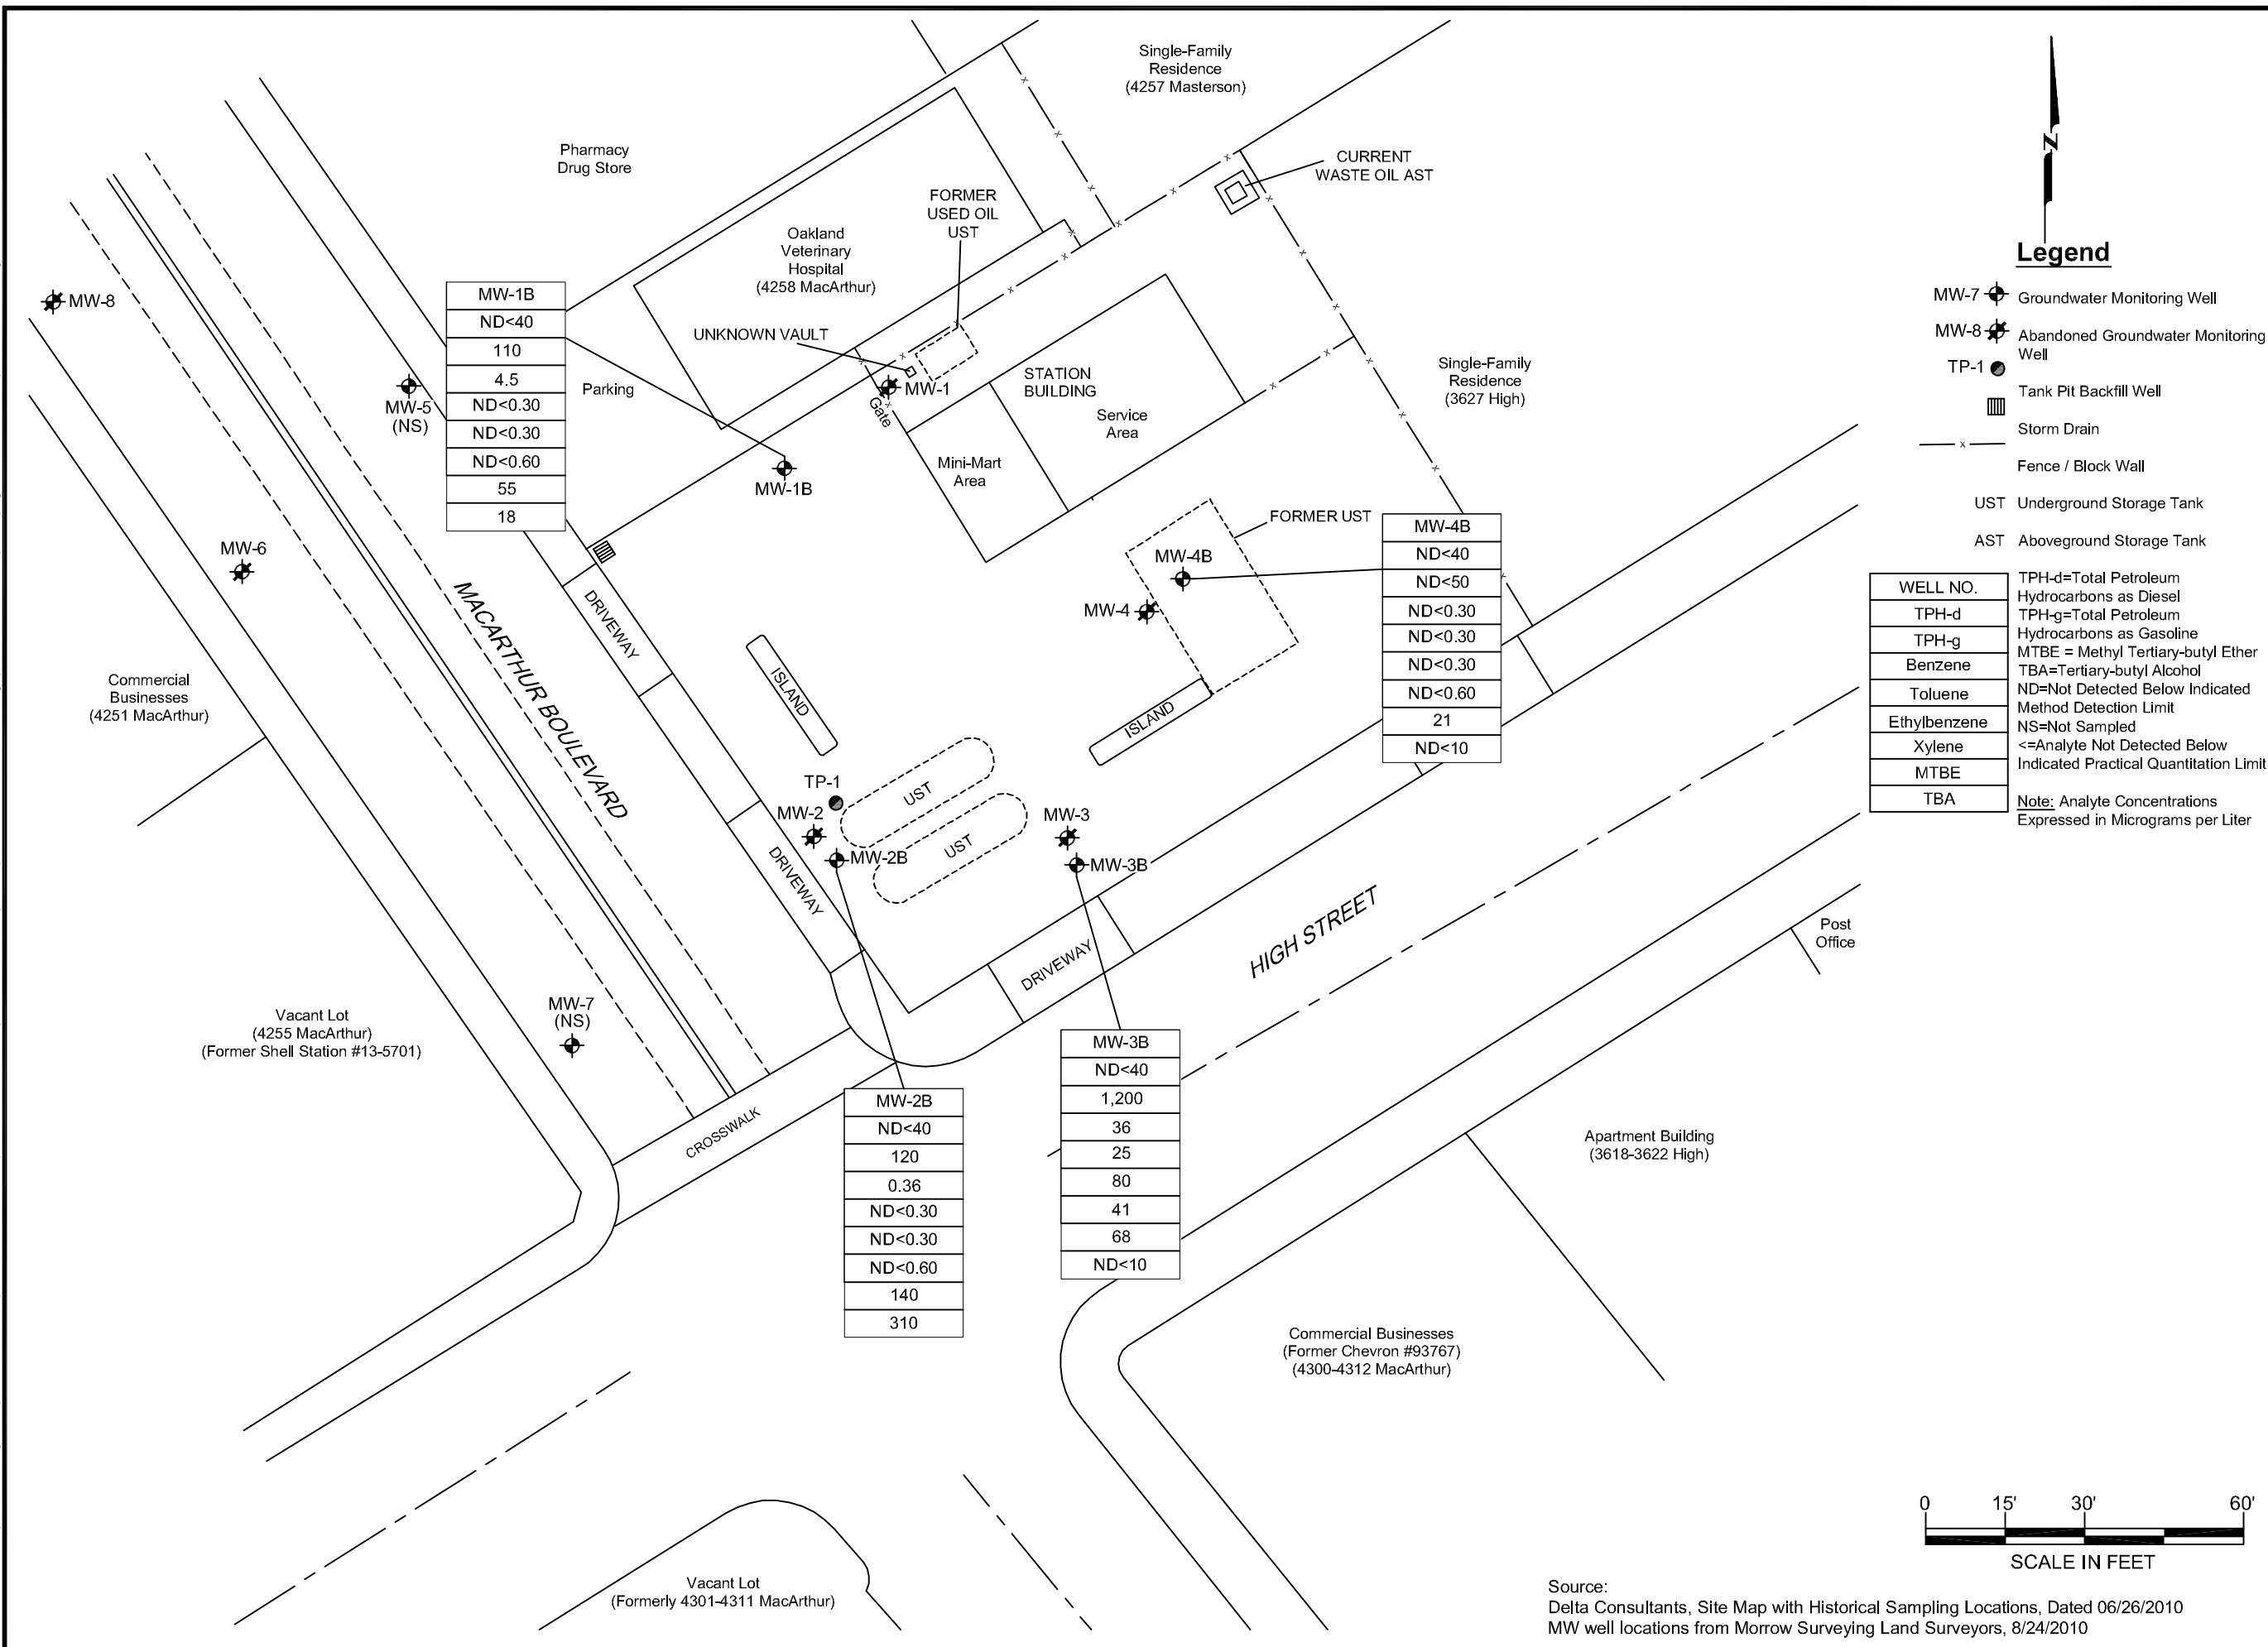 Single-Family
Residence
(4257 Masterson)
Pharmacy
Drug Store
CURRENT
WASTE OIL AST
FORMER
USED OIL
UST
Oakland
Veterinary
Hospital
(4258 MacArthur)
UNKNOWN VAULT
MW-8
MW-1B
ND<40
110
4.5
ND<0.30
ND<0.30
ND<0.60
55
18
MW-5
(NS)
Parking
MW-1
Gate
STATION
BUILDING
Service
Area
Mini-Mart
Area
MW-1B
Single-Family
Residence
(3627 High)
FORMER UST
MW-4B
MW-4
MW-4B
ND<40
ND<50
ND<0.30
ND<0.30
ND<0.30
ND<0.60
21
ND<10
MW-6
MACARTHUR BOULEVARD
DRIVEWAY
ISLAND
ISLAND
Commercial
Businesses
(4251 MacArthur)
TP-1
MW-2
MW-2B
UST
UST
MW-3
MW-3B
DRIVEWAY
DRIVEWAY
HIGH STREET
Post
Office
Vacant Lot
(4255 MacArthur)
(Former Shell Station #13-5701)
MW-7
(NS)
CROSSWALK
MW-2B
ND<40
120
0.36
ND<0.30
ND<0.30
ND<0.60
140
310
MW-3B
ND<40
1,200
36
25
80
41
68
ND<10
Apartment Building
(3618-3622 High)
Commercial Businesses
(Former Chevron #93767)
(4300-4312 MacArthur)
Vacant Lot
(Formerly 4301-4311 MacArthur)
N
Legend
MW-7 Groundwater Monitoring Well
MW-8 Abandoned Groundwater Monitoring
Well
TP-1
Tank Pit Backfill Well
Storm Drain
x
Fence / Block Wall
UST Underground Storage Tank
AST Aboveground Storage Tank
WELL NO.
TPH-d
TPH-g
Benzene
Toluene
Ethylbenzene
Xylene
MTBE
TBA
TPH-d=Total Petroleum
Hydrocarbons as Diesel
TPH-g=Total Petroleum
Hydrocarbons as Gasoline
MTBE = Methyl Tertiary-butyl Ether
TBA=Tertiary-butyl Alcohol
ND=Not Detected Below Indicated
Method Detection Limit
NS=Not Sampled
<=Analyte Not Detected Below
Indicated Practical Quantitation Limit
Note: Analyte Concentrations
Expressed in Micrograms per Liter
0 15' 30' 60'
SCALE IN FEET
Source:
Delta Consultants, Site Map with Historical Sampling Locations, Dated 06/26/2010
MW well locations from Morrow Surveying Land Surveyors, 8/24/2010